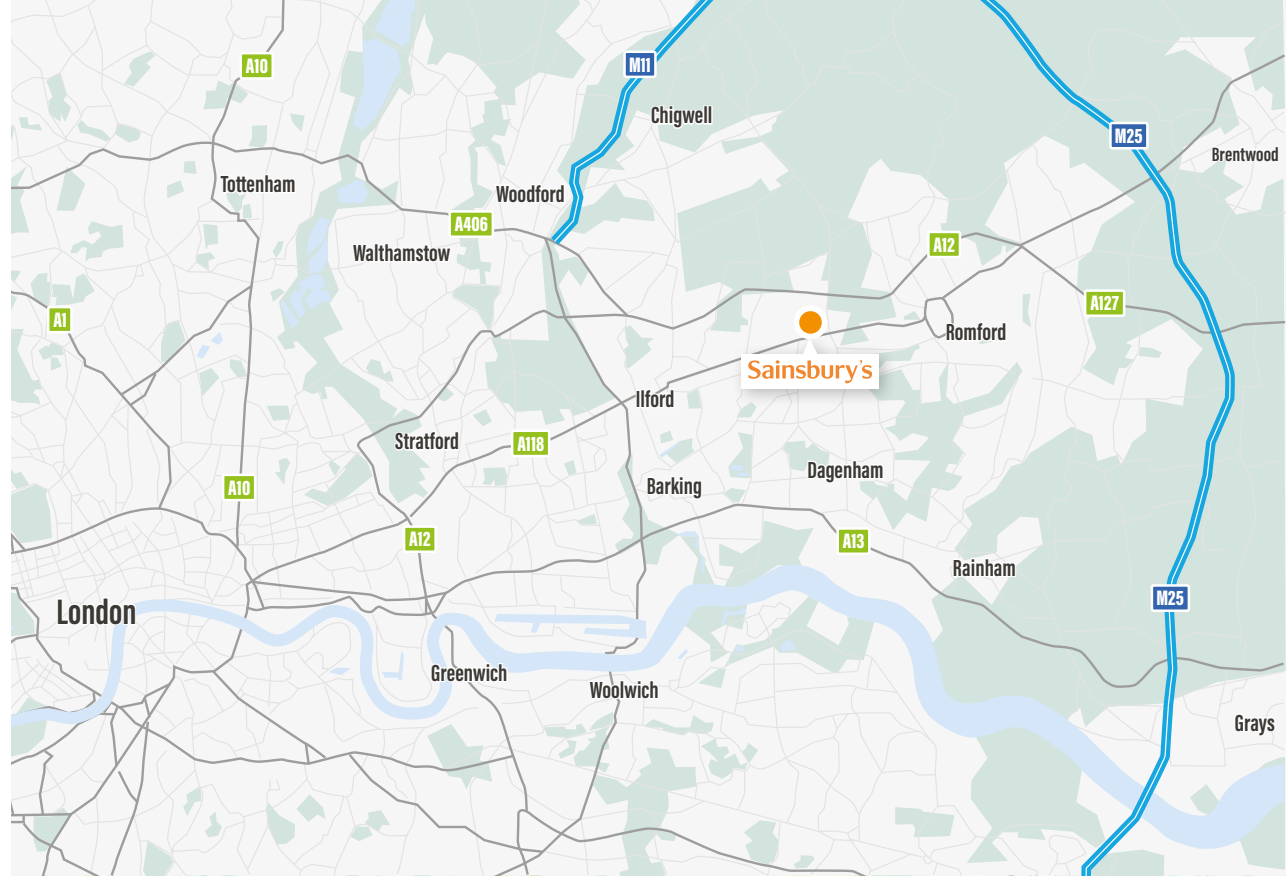 M11
A10
Chigwell
M25
Brentwood
Tottenham
Woodford
A406
A12
Walthamstow
A127
A1
Romford
Sainsbury's
Ilford
Stratford
A118
Dagenham
A10
Barking
A12
A13
Rainham
M25
London
Greenwich
Woolwich
Grays